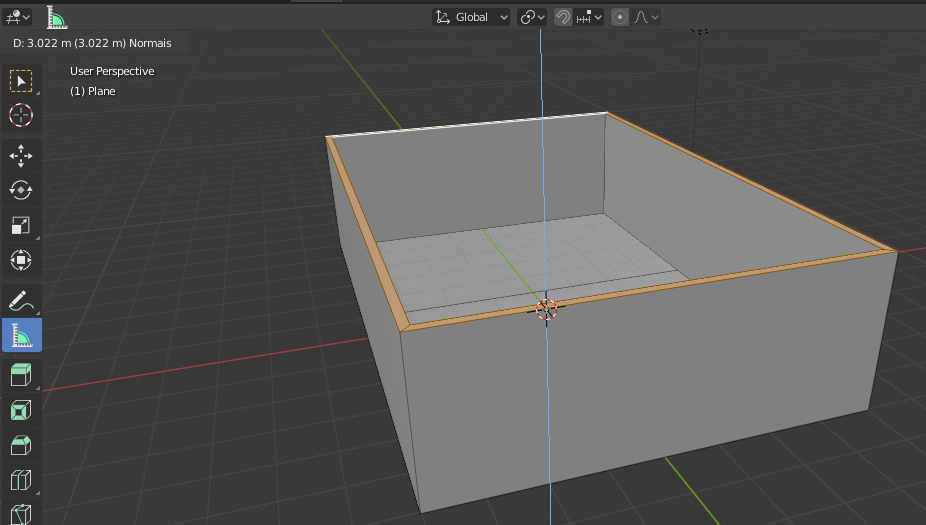 Global
D: 3.022 m (3.022 m) Normais
User Perspective
(1) Plane